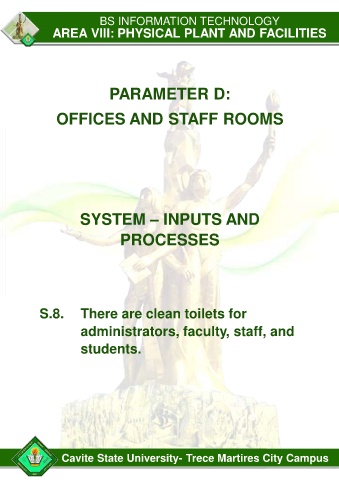 BS INFORMATION TECHNOLOGY
AREA VIII: PHYSICAL PLANT AND FACILITIES
PARAMETER D:
OFFICES AND STAFF ROOMS
SYSTEM – INPUTS AND
PROCESSES
S.8. There are clean toilets for
administrators, faculty, staff, and
students.
Cavite State University- Trece Martires City Campus